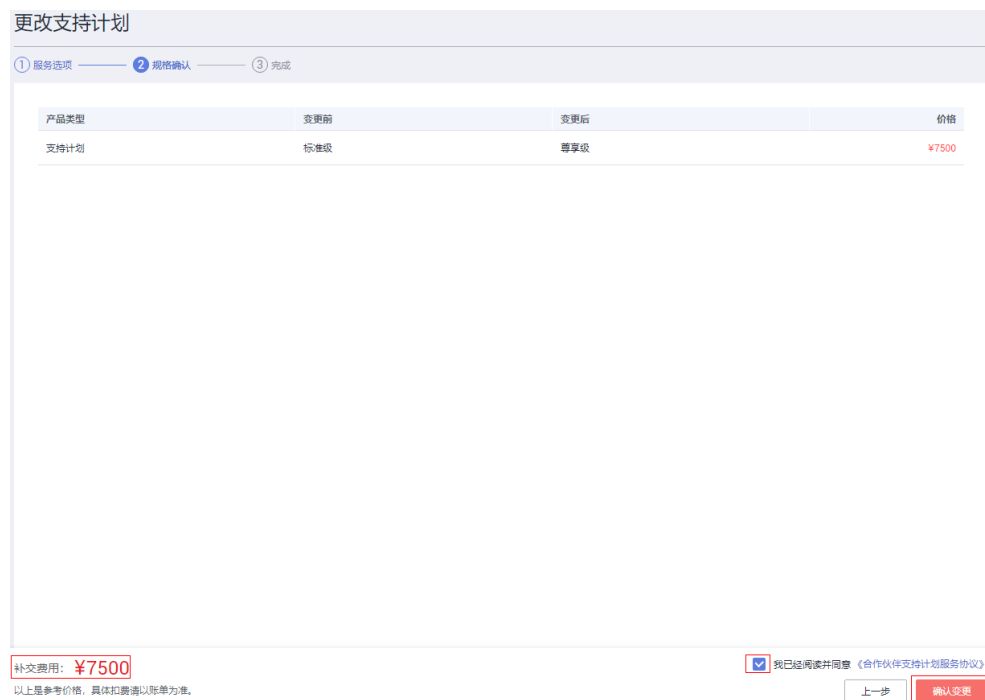 更改支持计划
1 服务选项 2 规格确认 3 完成
产品类型 变更前 变更后 价格
支持计划 标准级 尊享级 ¥7500
补交费用： ¥7500 我已经阅读并同意 《合作伙伴支持计划服务协议》
以上是参考价格，具体扣费请以账单为准。 上一步 确认变更